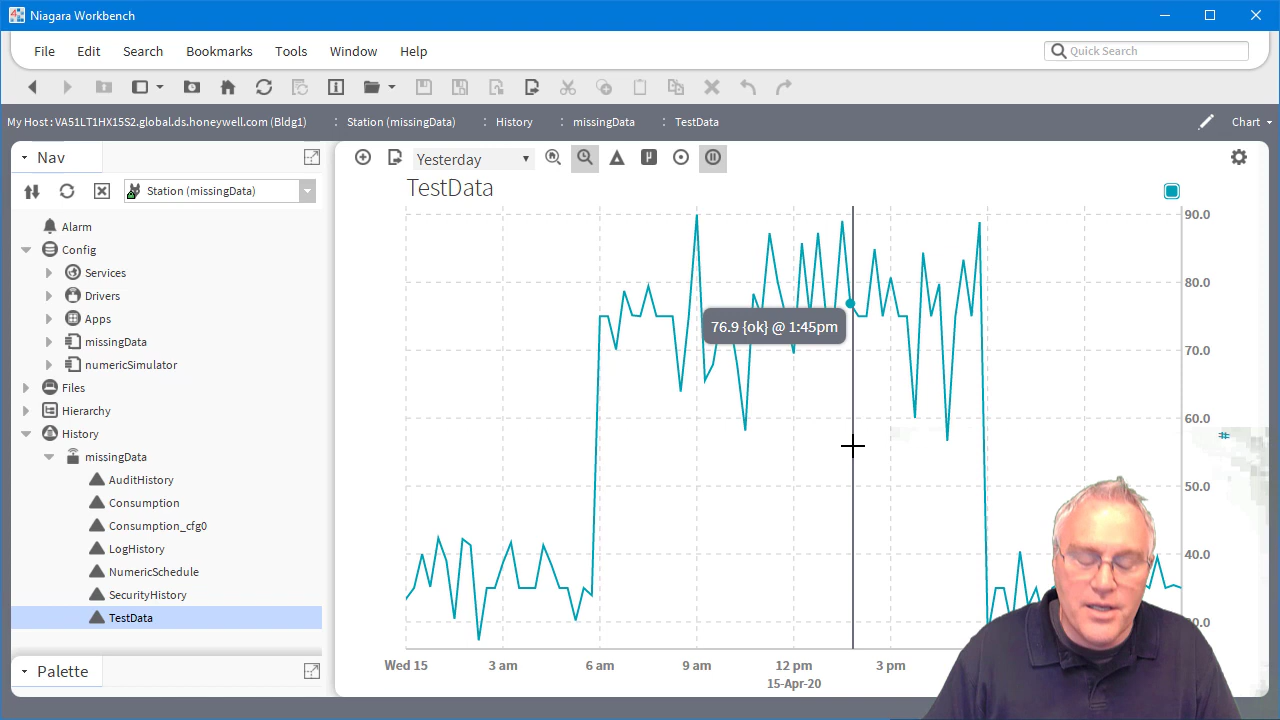 Niagara Workbench
File Edit Search Bookmarks Tools Window Help Quick Search
My Host : VA51LT1HX15S2.global.ds.honeywell.com (Bldg1) : Station (missingData) : History : missingData : TestData Chart
Nav
Yesterday
Station (missingData)
TestData
Alarm
Config
Services
Drivers
Apps
missingData
numericSimulator
Files
Hierarchy
History
missingData
AuditHistory
Consumption
Consumption_cfg0
LogHistory
NumericSchedule
SecurityHistory
TestData
Palette
90.0
80.0
76.9 {ok} @ 1:45pm
70.0
60.0
50.0
40.0
Wed 15 3 am 6 am 9 am 12 pm 3 pm
15-Apr-20